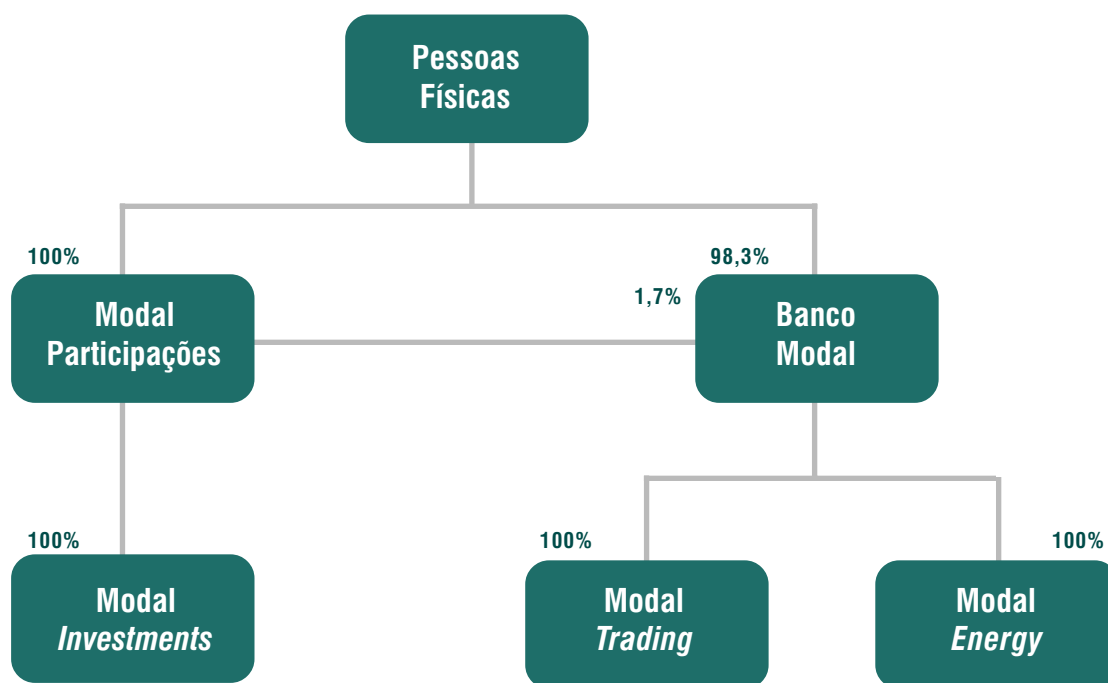 Pessoas
Físicas
100%
98,3%
1,7%
Modal
Participações
Banco
Modal
100%
100%
100%
Modal
Investments
Modal
Trading
Modal
Energy